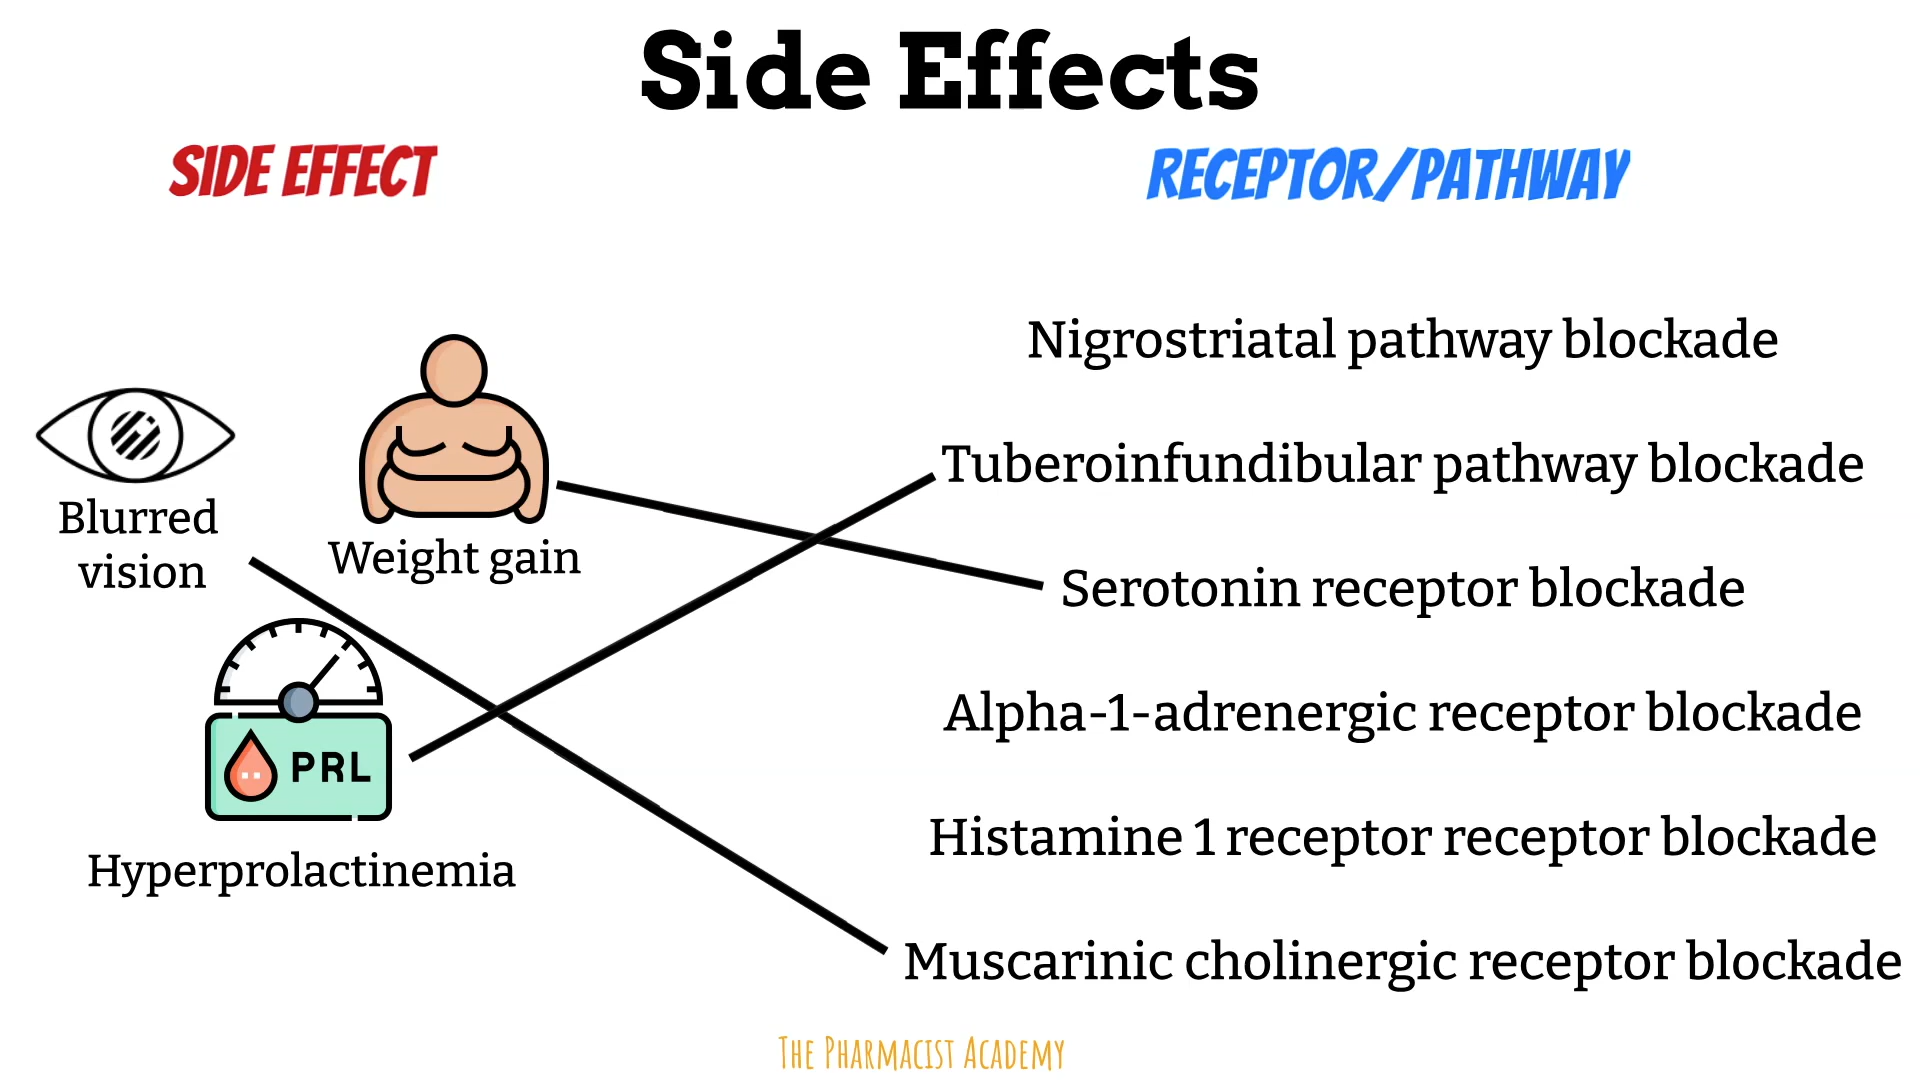 Side Effects
SIDE EFFECT
RECEPTOR/PATHWAY
Blurred
vision
Weight gain
PRL
Hyperprolactinemia
Nigrostriatal pathway blockade
Tuberoinfundibular pathway blockade
Serotonin receptor blockade
Alpha-1-adrenergic receptor blockade
Histamine 1 receptor receptor blockade
Muscarinic cholinergic receptor blockade
The Pharmacist Academy